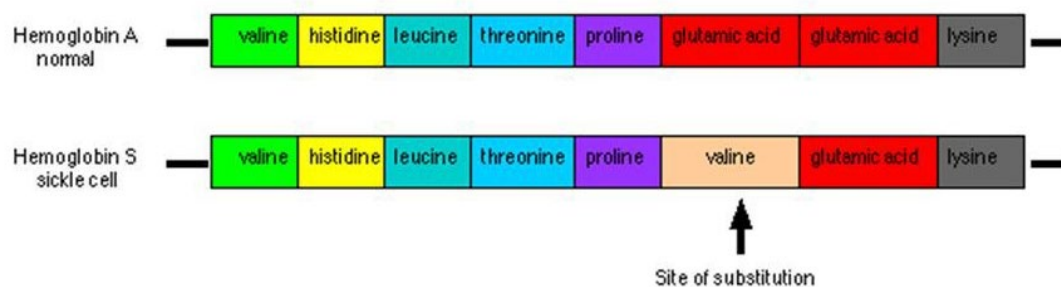 Hemoglobin A
normal
valine histidine leucine threonine proline glutamic acid glutamic acid lysine
Hemoglobin S
sickle cell
valine histidine leucine threonine proline valine glutamic acid lysine
Site of substitution